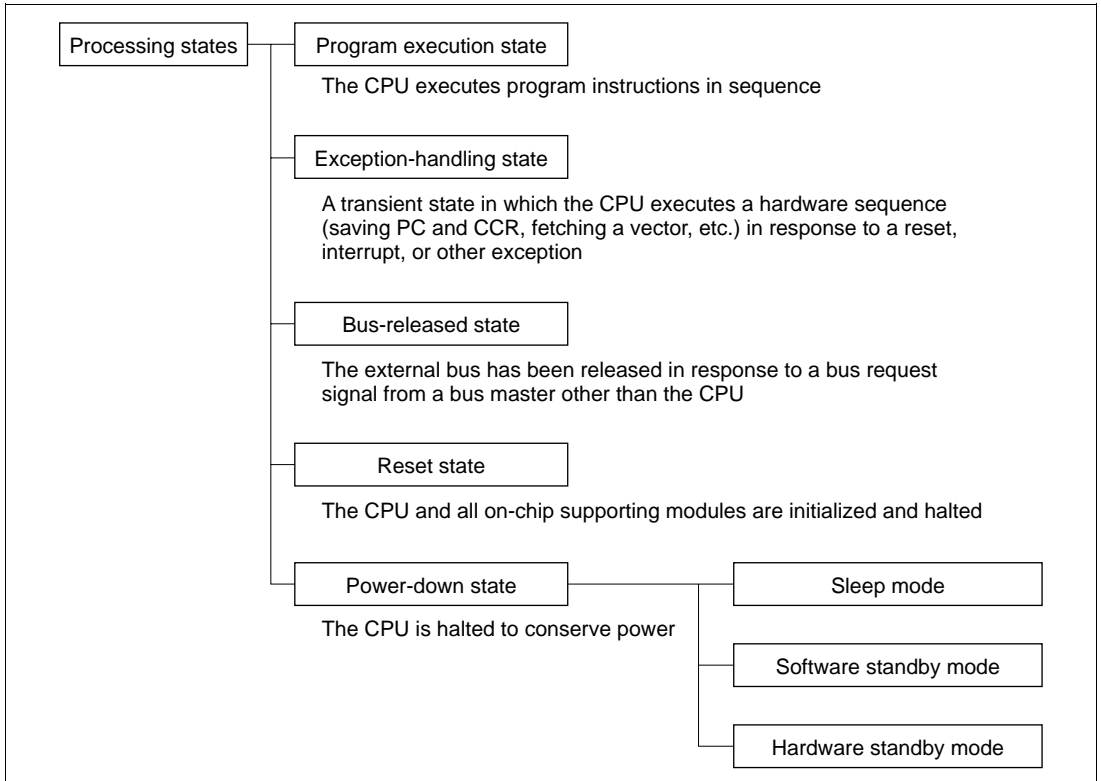 Processing states
Program execution state
The CPU executes program instructions in sequence
Exception-handling state
A transient state in which the CPU executes a hardware sequence
(saving PC and CCR, fetching a vector, etc.) in response to a reset,
interrupt, or other exception
Bus-released state
The external bus has been released in response to a bus request
signal from a bus master other than the CPU
Reset state
The CPU and all on-chip supporting modules are initialized and halted
Power-down state
The CPU is halted to conserve power
Sleep mode
Software standby mode
Hardware standby mode